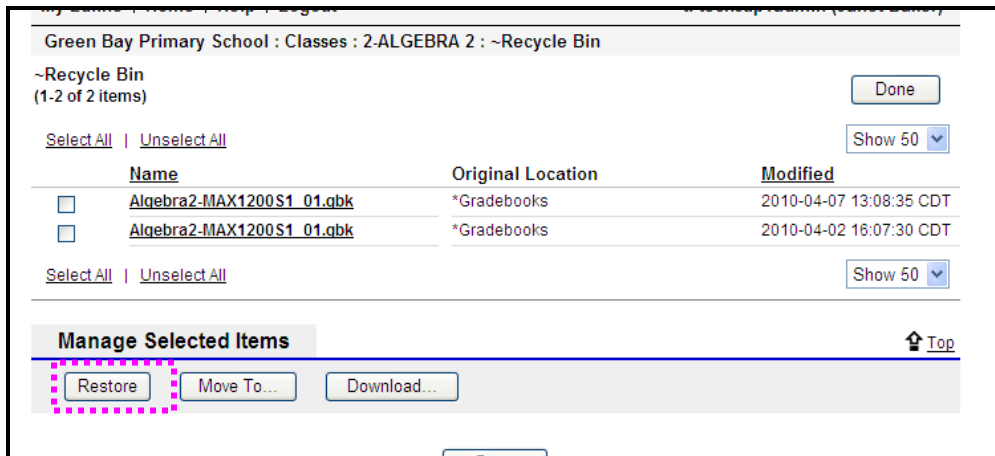 Green Bay Primary School : Classes : 2-ALGEBRA 2 : ~Recycle Bin
~Recycle Bin
(1-2 of 2 items)
Done
Select All | Unselect All
Show 50
Name Original Location Modified
Algebra2-MAX1200S1_01.gbk *Gradebooks 2010-04-07 13:08:35 CDT
Algebra2-MAX1200S1_01.gbk *Gradebooks 2010-04-02 16:07:30 CDT
Select All | Unselect All
Show 50
Manage Selected Items
Top
Restore Move To... Download...